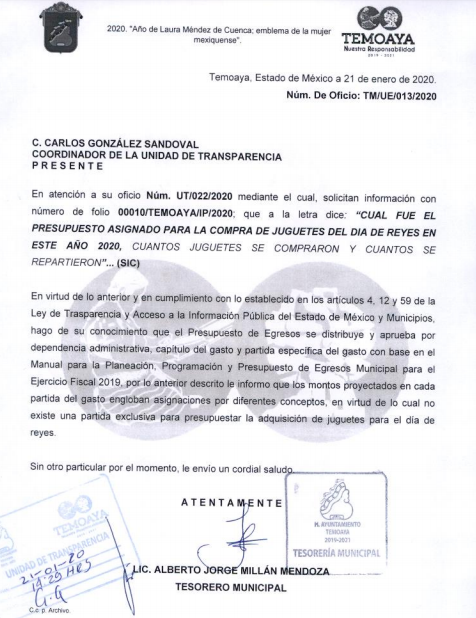 2020. "Año de Laura Méndez de Cuenca; emblema de la mujer
mexiquense".
TEMOAYA
Nuestra Responsabilidad
2019 - 2021
Temoaya, Estado de México a 21 de enero de 2020.
Núm. De Oficio: TM/UE/013/2020
C. CARLOS GONZÁLEZ SANDOVAL
COORDINADOR DE LA UNIDAD DE TRANSPARENCIA
P R E S E N T E
En atención a su oficio Núm. UT/022/2020 mediante el cual, solicitan información con
número de folio 00010/TEMOAYA/IP/2020; que a la letra dice: "CUAL FUE EL
PRESUPUESTO ASIGNADO PARA LA COMPRA DE JUGUETES DEL DIA DE REYES EN
ESTE AÑO 2020, CUANTOS JUGUETES SE COMPRARON Y CUANTOS SE
REPARTIERON"... (SIC)
En virtud de lo anterior y en cumplimiento con lo establecido en los artículos 4, 12 y 59 de la
Ley de Trasparencia y Acceso a la Información Pública del Estado de México y Municipios,
hago de su conocimiento que el Presupuesto de Egresos se distribuye y aprueba por
dependencia administrativa, capítulo del gasto y partida específica del gasto con base en el
Manual para la Planeación, Programación y Presupuesto de Egresos Municipal para el
Ejercicio Fiscal 2019, por lo anterior descrito le informo que los montos proyectados en cada
partida del gasto engloban asignaciones por diferentes conceptos, en virtud de lo cual no
existe una partida exclusiva para presupuestar la adquisición de juguetes para el día de
reyes.
Sin otro particular por el momento, le envío un cordial saludo.
A T E N T A M E N T E
H. AYUNTAMIENTO
TEMOAYA
2019-2021
TESORERÍA MUNICIPAL
TEMOAYA
UNIDAD DE TRANSPARENCIA
21-01-20
14:29 HRS
G.G
LIC. ALBERTO JORGE MILLÁN MENDOZA
TESORERO MUNICIPAL
C.c. p. Archivo.